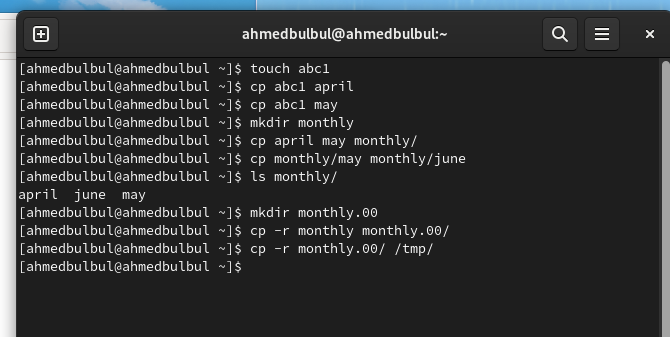 ahmedbulbul@ahmedbulbul:~
[ahmedbulbul@ahmedbulbul ~]$ touch abc1
[ahmedbulbul@ahmedbulbul ~]$ cp abc1 april
[ahmedbulbul@ahmedbulbul ~]$ cp abc1 may
[ahmedbulbul@ahmedbulbul ~]$ mkdir monthly
[ahmedbulbul@ahmedbulbul ~]$ cp april may monthly/
[ahmedbulbul@ahmedbulbul ~]$ cp monthly/may monthly/june
[ahmedbulbul@ahmedbulbul ~]$ ls monthly/
april  june  may
[ahmedbulbul@ahmedbulbul ~]$ mkdir monthly.00
[ahmedbulbul@ahmedbulbul ~]$ cp -r monthly monthly.00/
[ahmedbulbul@ahmedbulbul ~]$ cp -r monthly.00/ /tmp/
[ahmedbulbul@ahmedbulbul ~]$